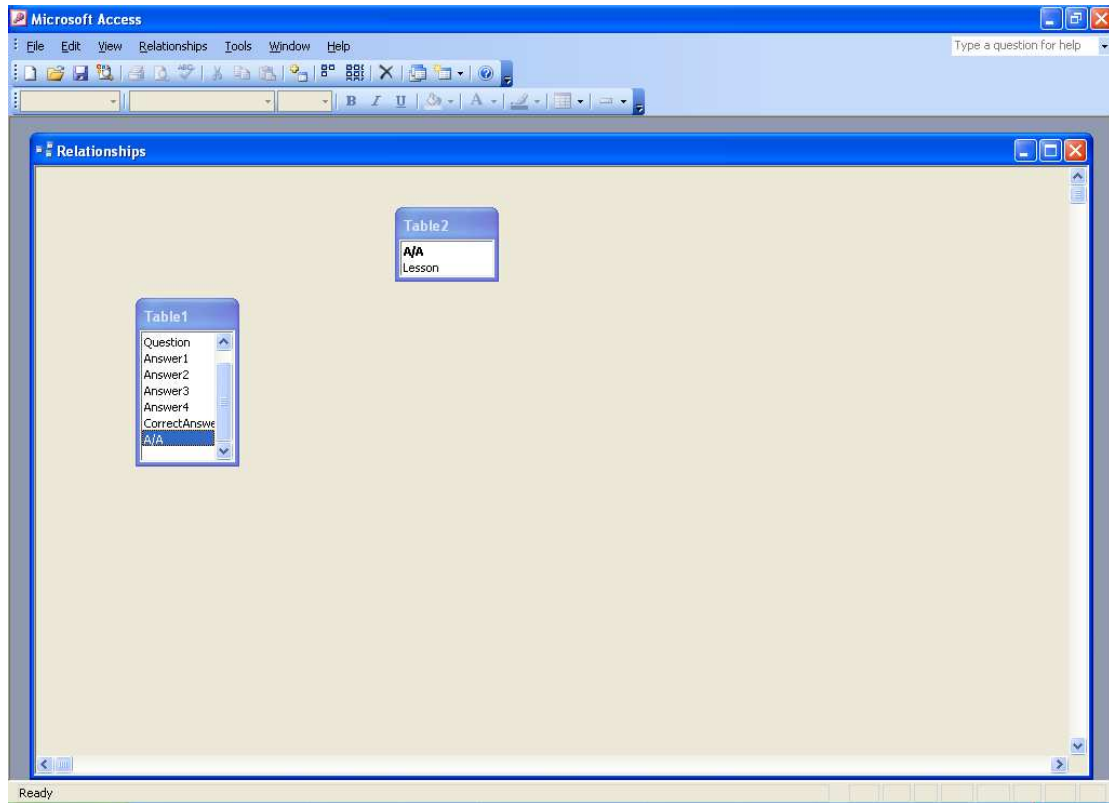 Microsoft Access
File Edit View Relationships Tools Window Help Type a question for help
B I U A
Relationships
Table2
A/A
Lesson
Table1
Question
Answer1
Answer2
Answer3
Answer4
CorrectAnswe
A/A
Ready